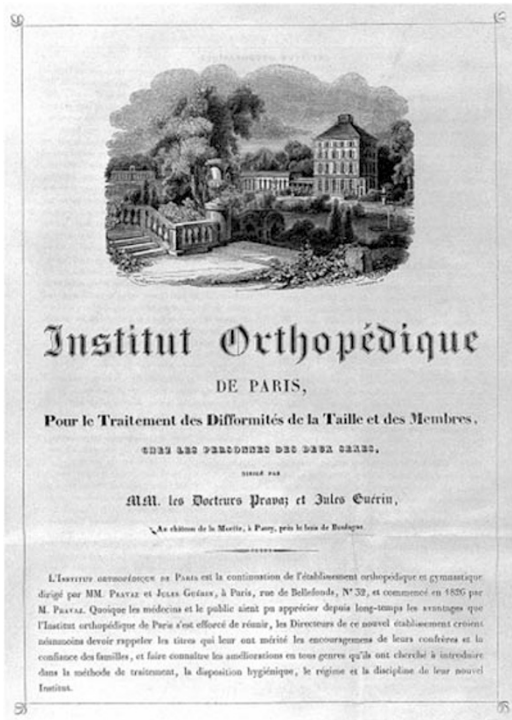 Institut Orthopédique
DE PARIS,
Pour le Traitement des Difformités de la Taille et des Membres,
CHEZ LES PERSONNES DES DEUX SEXES,
DIRIGÉ PAR
MM. les Docteurs Pravaz et Jules Guérin,
Au château de la Muette, à Passy, près le bois de Boulogne.
L'INSTITUT ORTHOPÉDIQUE DE PARIS est la continuation de l'établissement orthopédique et gymnastique
dirigé par MM. PRAVAZ et JULES GUÉRIN, à Paris, rue de Bellefonds, N° 32, et commencé en 1826 par
M. PRAVAZ. Quoique les médecins et le public aient pu apprécier depuis long-temps les avantages que
l'Institut orthopédique de Paris s'est efforcé de réunir, les Directeurs de ce nouvel établissement croient
néanmoins devoir rappeler les titres qui leur ont mérité les encouragemens de leurs confrères et la
confiance des familles, et faire connaître les améliorations en tous genres qu'ils ont cherché à introduire
dans la méthode de traitement, la disposition hygiénique, le régime et la discipline de leur nouvel
Institut.